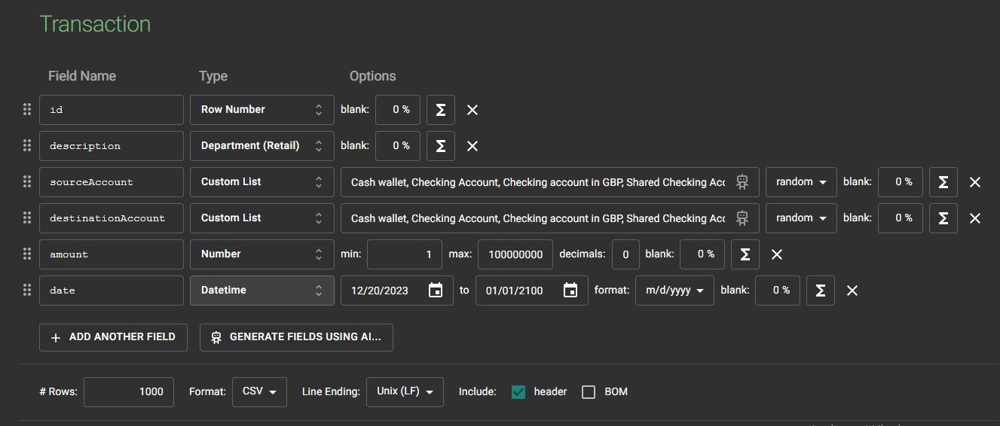 Transaction
Field Name Type Options
id Row Number blank: 0 % Σ
description Department (Retail) blank: 0 % Σ
sourceAccount Custom List Cash wallet, Checking Account, Checking account in GBP, Shared Checking Acc random blank: 0 % Σ
destinationAccount Custom List Cash wallet, Checking Account, Checking account in GBP, Shared Checking Acc random blank: 0 % Σ
amount Number min: 1 max: 100000000 decimals: 0 blank: 0 % Σ
date Datetime 12/20/2023 to 01/01/2100 format: m/d/yyyy blank: 0 % Σ
+ ADD ANOTHER FIELD GENERATE FIELDS USING AI...
# Rows: 1000 Format: CSV Line Ending: Unix (LF) Include: header BOM